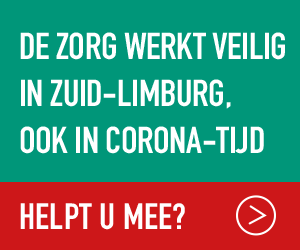 DE ZORG WERKT VEILIG
IN ZUID-LIMBURG,
OOK IN CORONA-TIJD
HELPT U MEE?